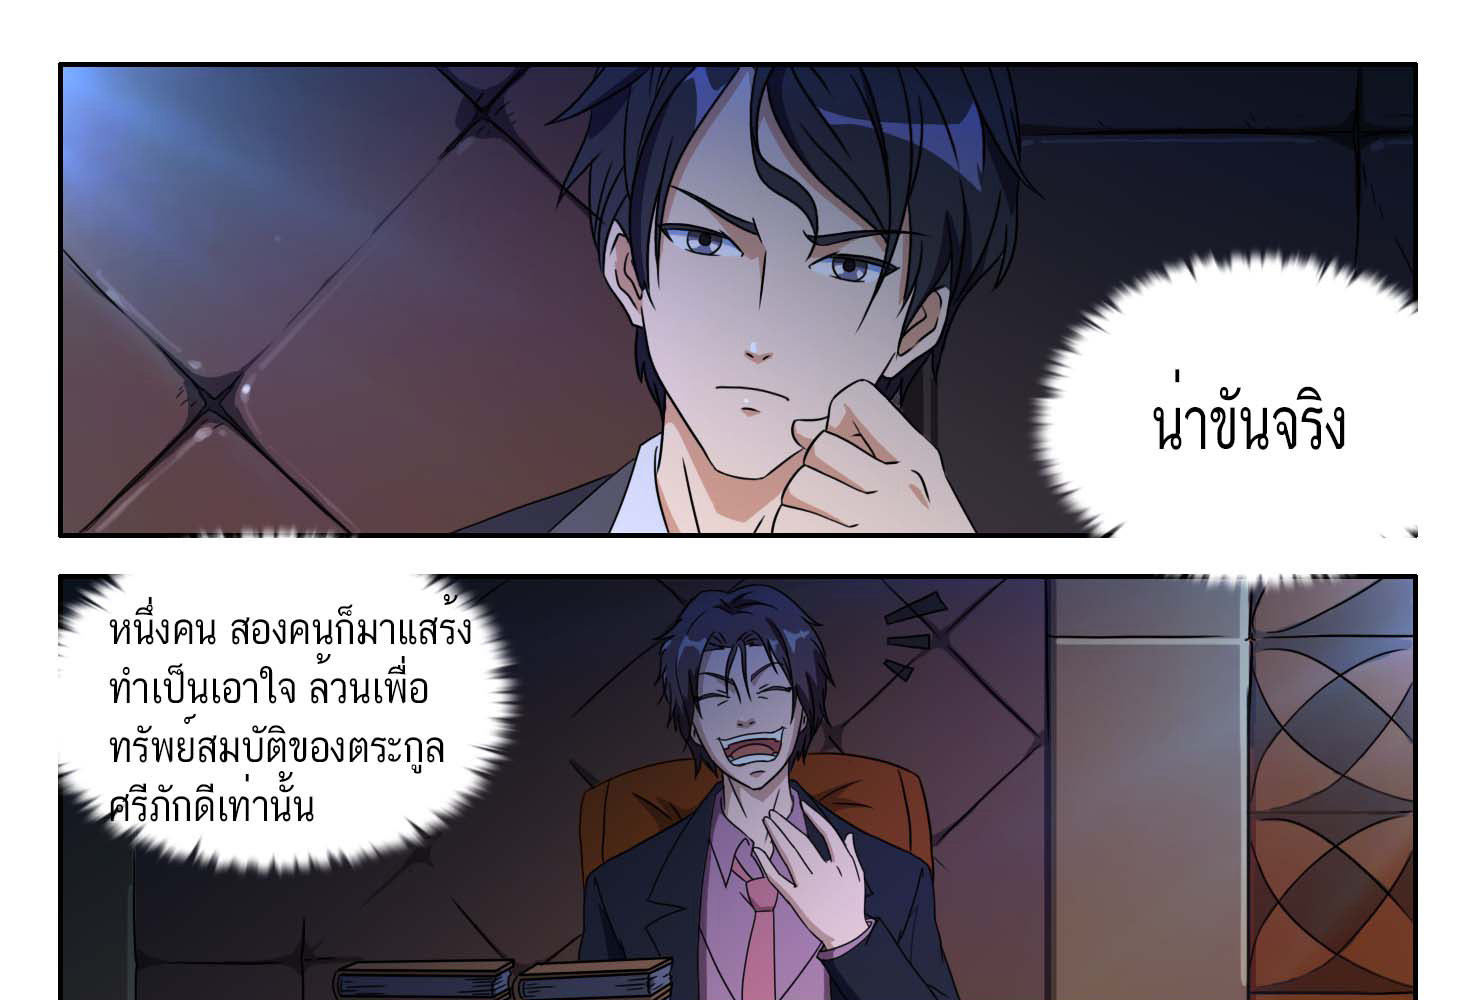 น่าขันจริง
หนึ่งคน สองคนก็มาแสร้ง
ทำเป็นเอาใจ ล้วนเพื่อ
ทรัพย์สมบัติของตระกูล
ศรีภักดีเท่านั้น